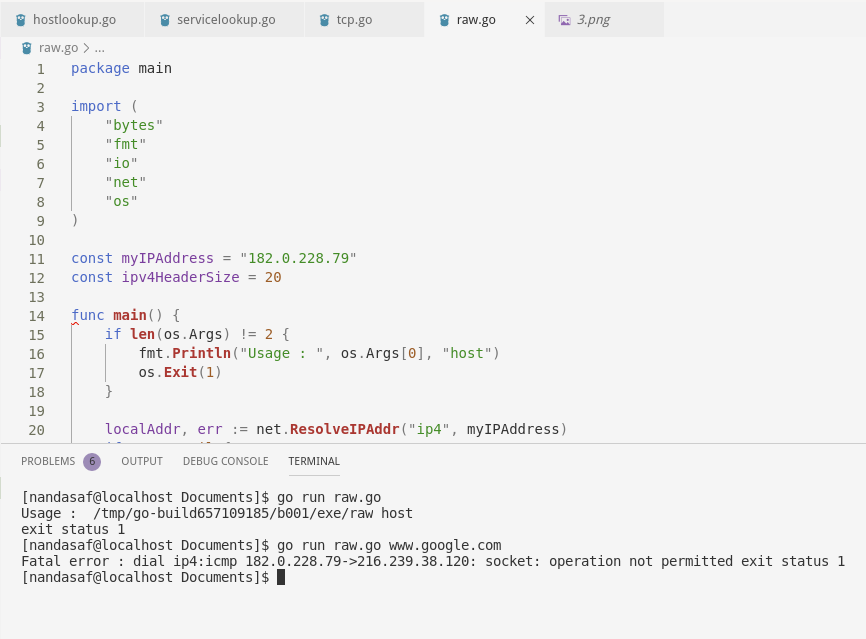 hostlookup.go servicelookup.go tcp.go raw.go 3.png
raw.go > ...
1 package main
2
3 import (
4 "bytes"
5 "fmt"
6 "io"
7 "net"
8 "os"
9 )
10
11 const myIPAddress = "182.0.228.79"
12 const ipv4HeaderSize = 20
13
14 func main() {
15 if len(os.Args) != 2 {
16 fmt.Println("Usage : ", os.Args[0], "host")
17 os.Exit(1)
18 }
19
20 localAddr, err := net.ResolveIPAddr("ip4", myIPAddress)
PROBLEMS 6 OUTPUT DEBUG CONSOLE TERMINAL
[nandasaf@localhost Documents]$ go run raw.go
Usage :  /tmp/go-build657109185/b001/exe/raw host
exit status 1
[nandasaf@localhost Documents]$ go run raw.go www.google.com
Fatal error : dial ip4:icmp 182.0.228.79->216.239.38.120: socket: operation not permitted exit status 1
[nandasaf@localhost Documents]$